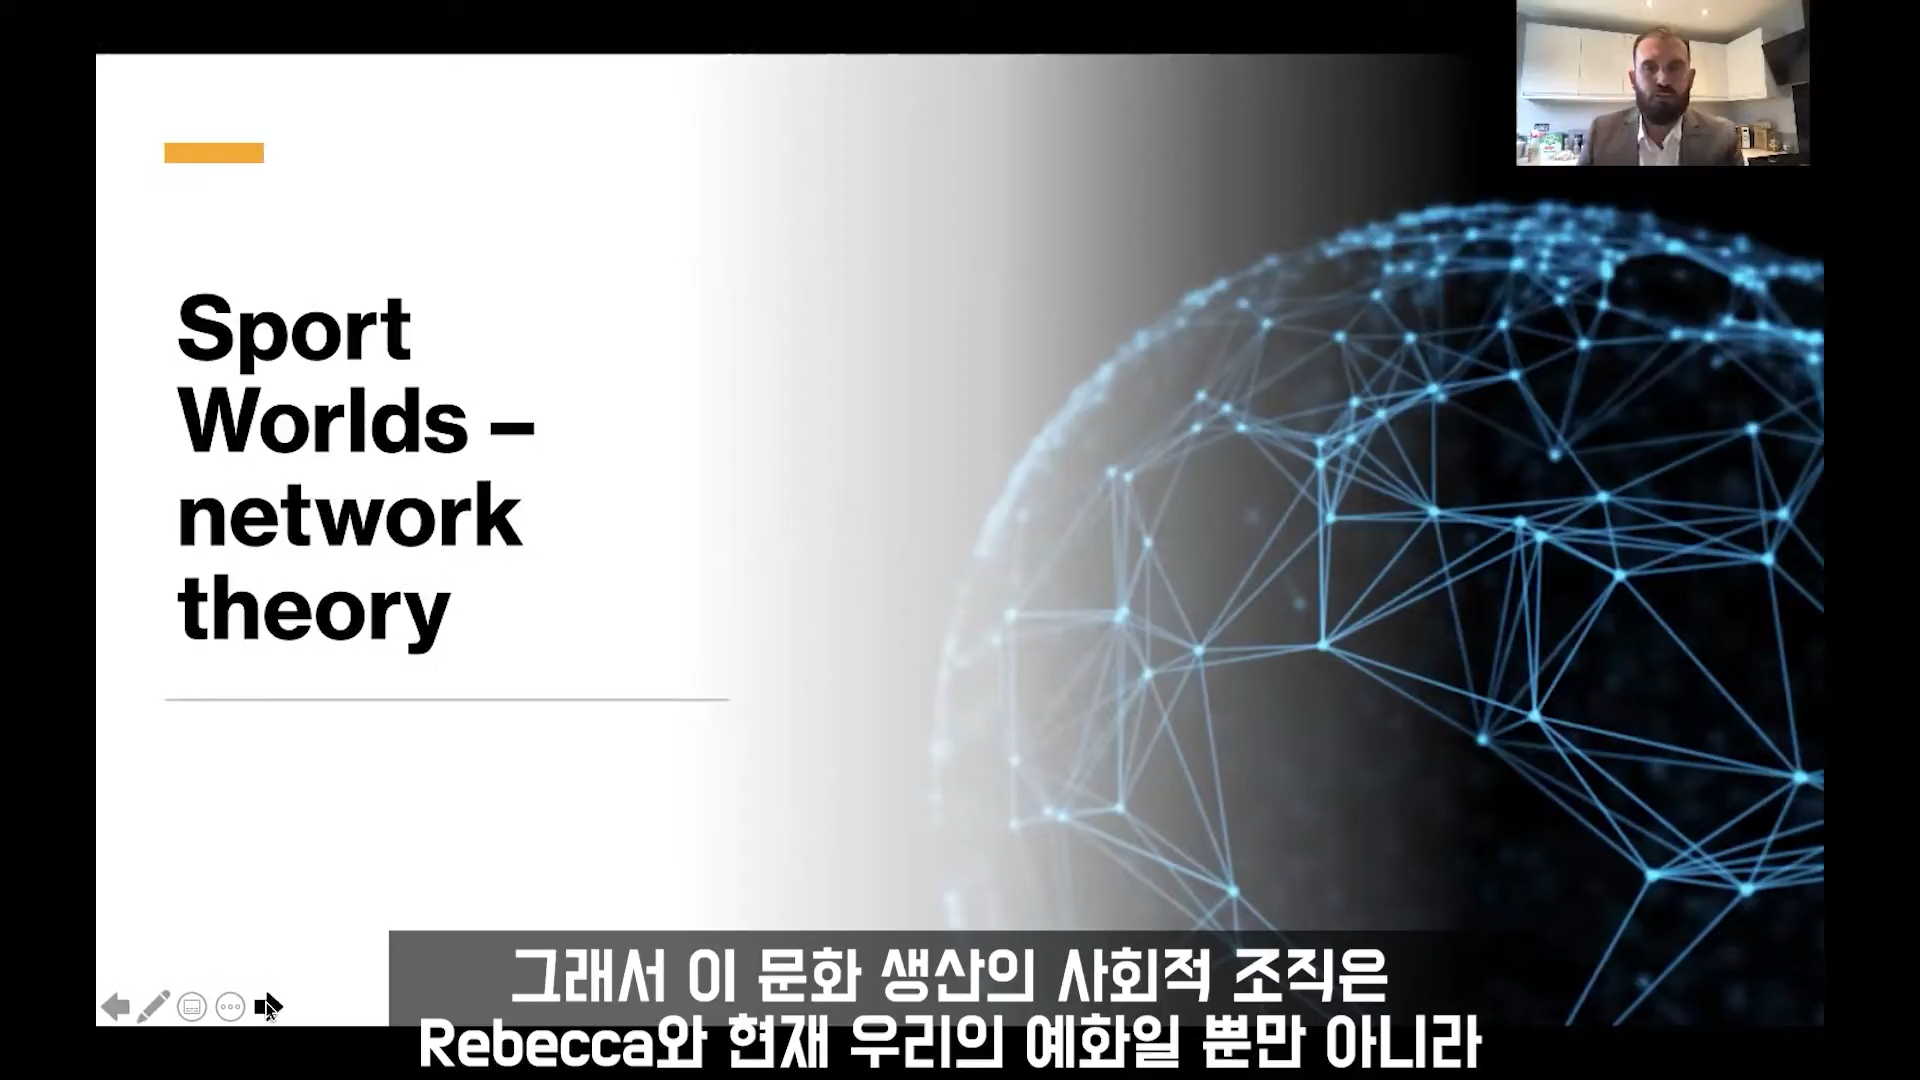 Sport
Worlds –
network
theory
그래서 이 문화 생산의 사회적 조직은
Rebecca와 현재 우리의 예화일 뿐만 아니라